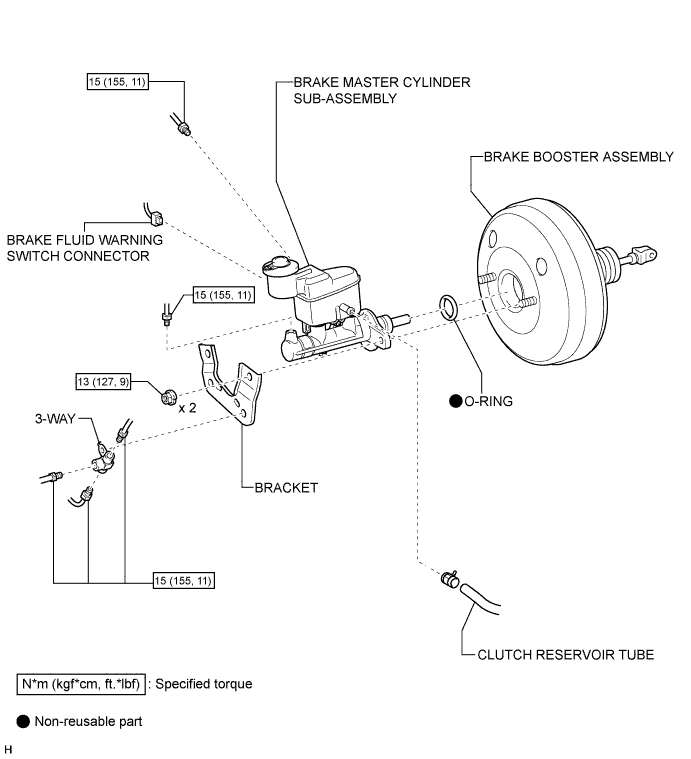 15 (155, 11)
BRAKE MASTER CYLINDER
SUB-ASSEMBLY
BRAKE BOOSTER ASSEMBLY
BRAKE FLUID WARNING
SWITCH CONNECTOR
15 (155, 11)
13 (127, 9)
x 2
O-RING
3-WAY
BRACKET
15 (155, 11)
CLUTCH RESERVOIR TUBE
N*m (kgf*cm, ft.*lbf) : Specified torque
Non-reusable part
H